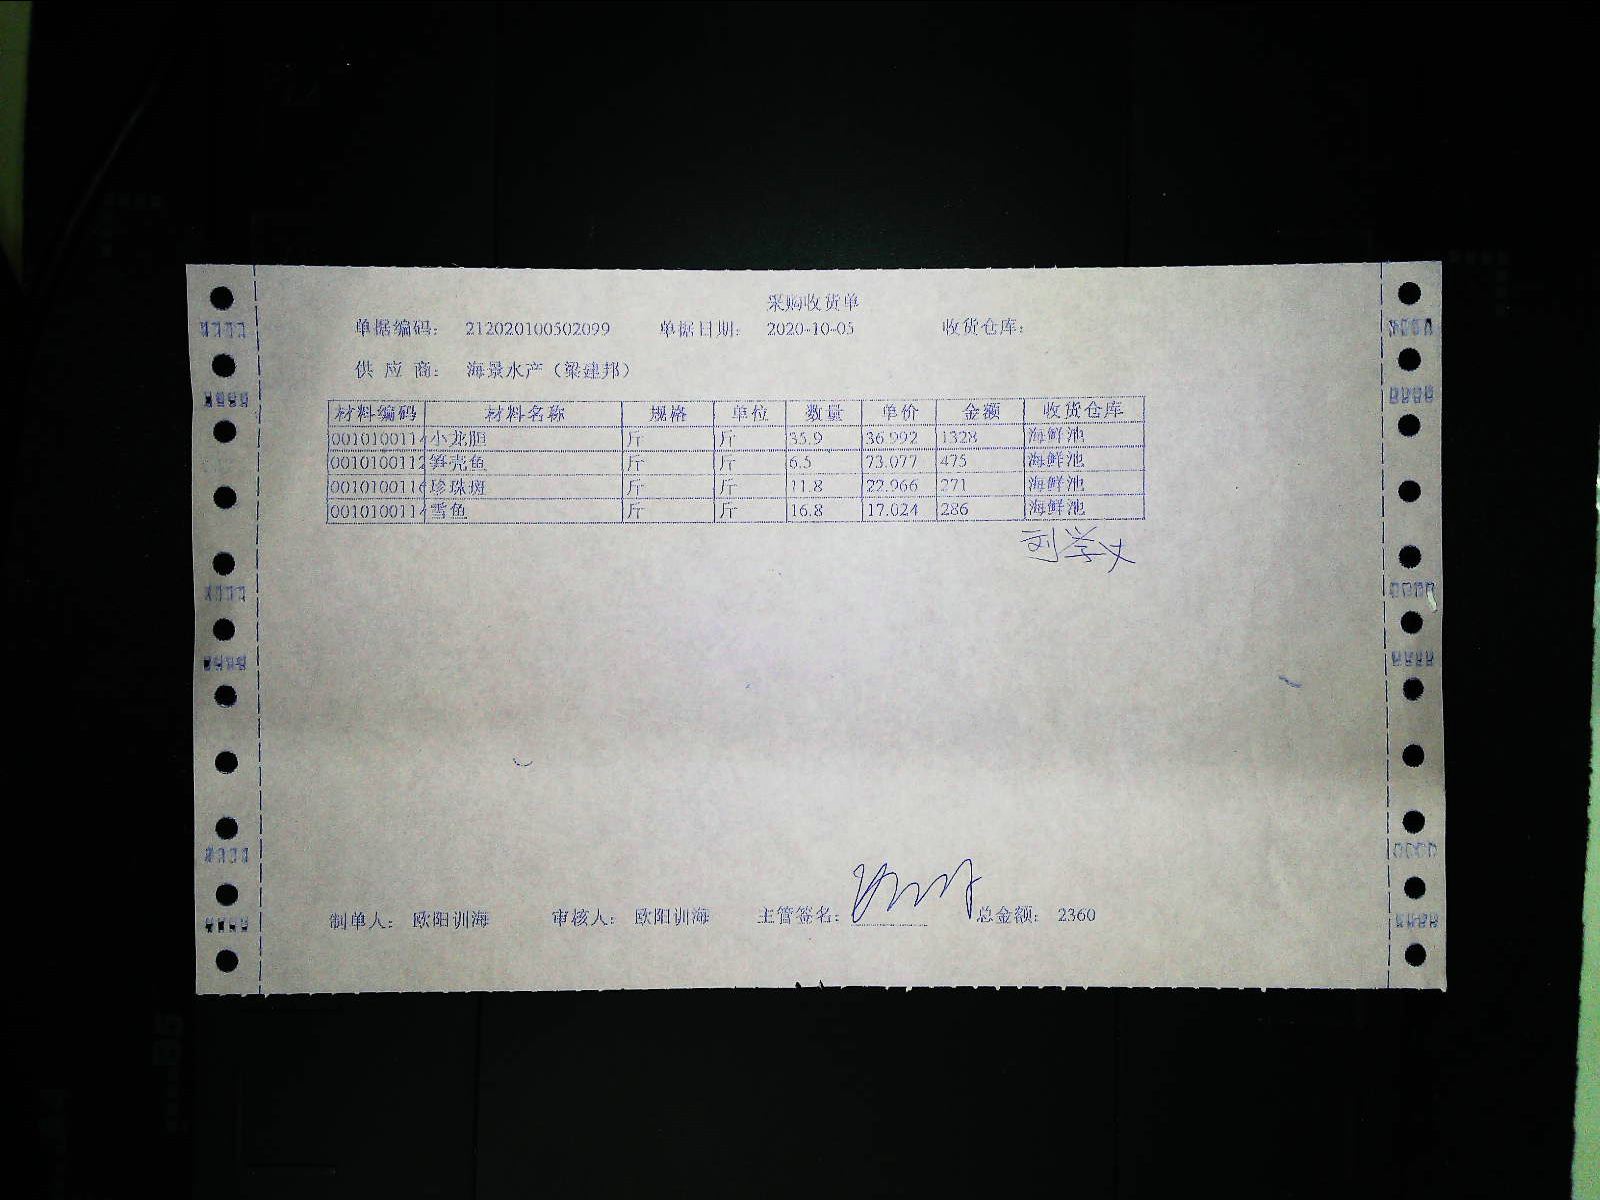 采购收货单
单据编码： 212020100502099 单据日期： 2020-10-05 收货仓库：
供 应 商： 海景水产（梁建邦）
材料编码 材料名称 规格 单位 数量 单价 金额 收货仓库
0010100114 小龙胆 斤 斤 35.9 36.992 1328 海鲜池
0010100112 笋壳鱼 斤 斤 6.5 73.077 475 海鲜池
0010100116 珍珠斑 斤 斤 11.8 22.966 271 海鲜池
0010100114 雪鱼 斤 斤 16.8 17.024 286 海鲜池
制单人： 欧阳训海 审核人： 欧阳训海 主管签名： 总金额： 2360